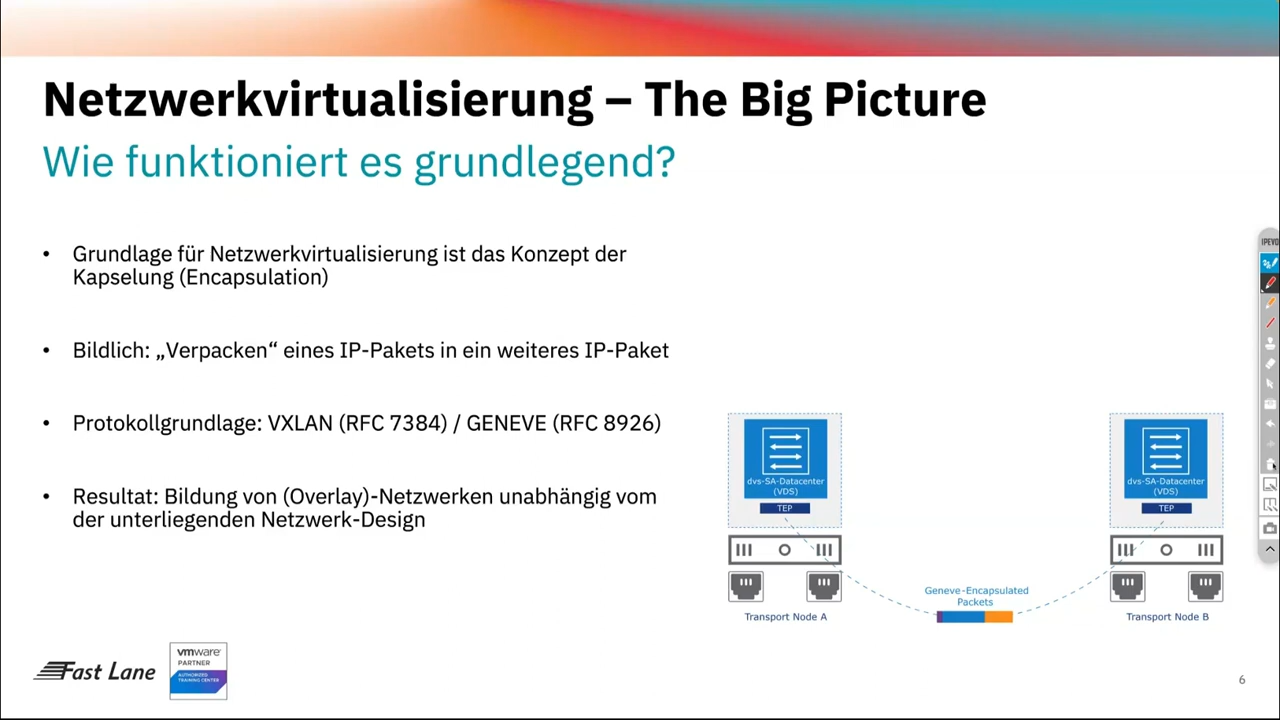 Netzwerkvirtualisierung – The Big Picture
Wie funktioniert es grundlegend?
• Grundlage für Netzwerkvirtualisierung ist das Konzept der
Kapselung (Encapsulation)
• Bildlich: „Verpacken“ eines IP-Pakets in ein weiteres IP-Paket
• Protokollgrundlage: VXLAN (RFC 7384) / GENEVE (RFC 8926)
• Resultat: Bildung von (Overlay)-Netzwerken unabhängig vom
der unterliegenden Netzwerk-Design
IPEVO
dvs-SA-Datacenter
(VDS)
TEP
Transport Node A
Geneve-Encapsulated
Packets
dvs-SA-Datacenter
(VDS)
TEP
Transport Node B
Fast Lane
vmware
PARTNER
AUTHORIZED
TRAINING CENTER
6